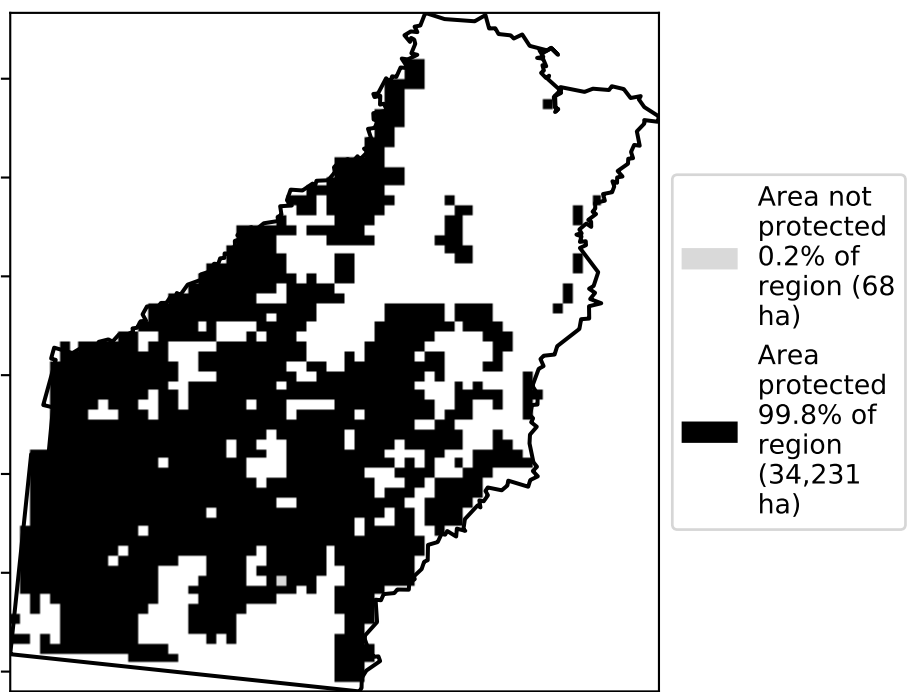 Area not
protected
0.2% of
region (68
ha)
Area
protected
99.8% of
region
(34,231
ha)